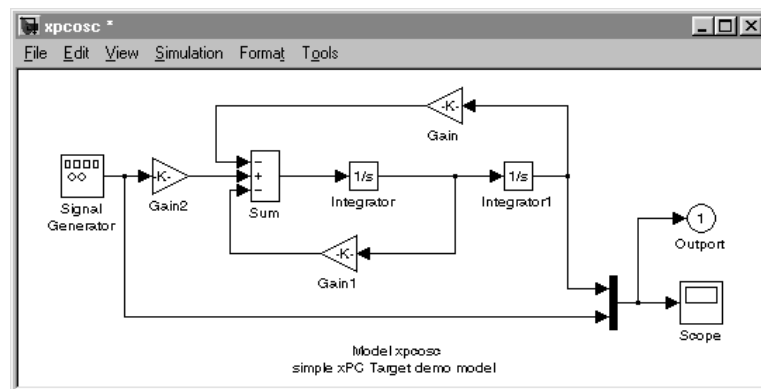 xpcosc *
File Edit View Simulation Format Tools
-K-
Gain
Signal
Generator
-K-
Gain2
−
+
−
Sum
1/s
Integrator
1/s
Integrator1
-K-
Gain1
1
Outport
Scope
Model xpcosc
simple xPC Target demo model